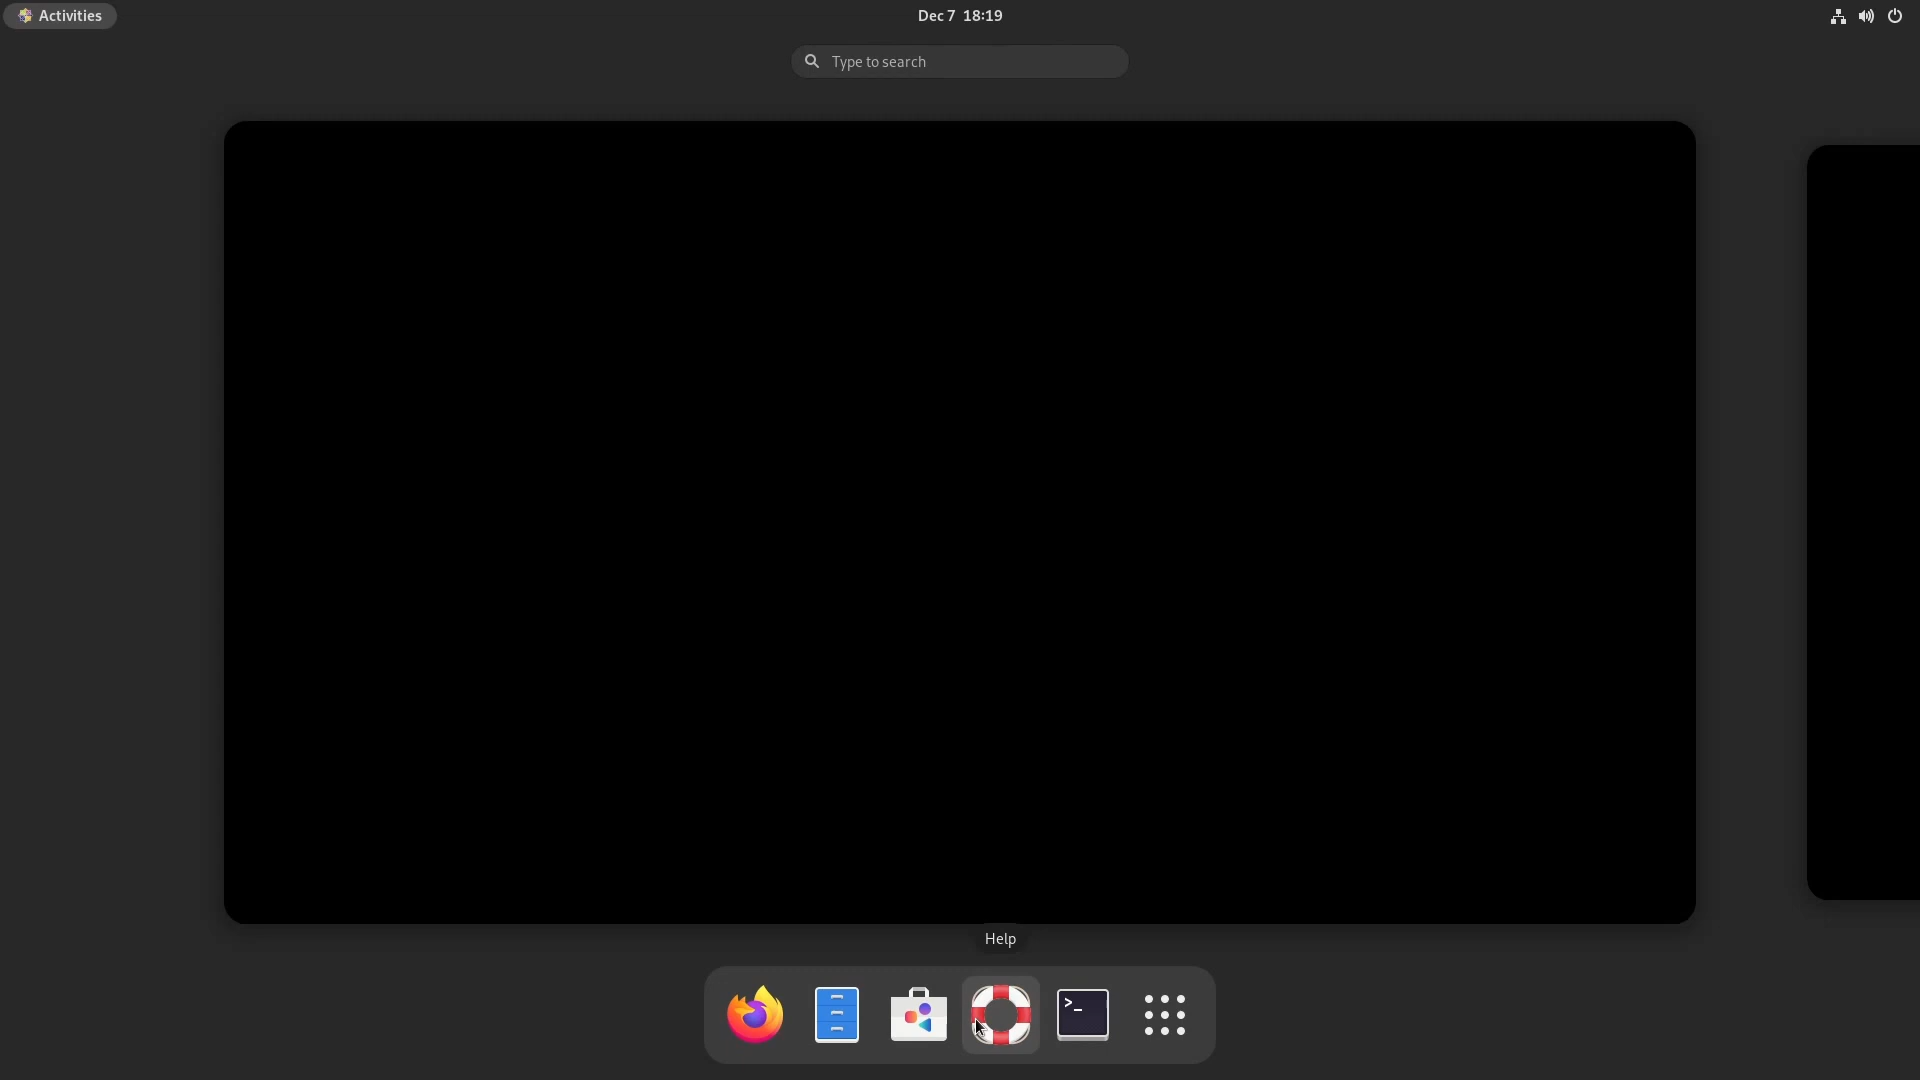 Activities
Dec 7 18:19
Type to search
Help
>_